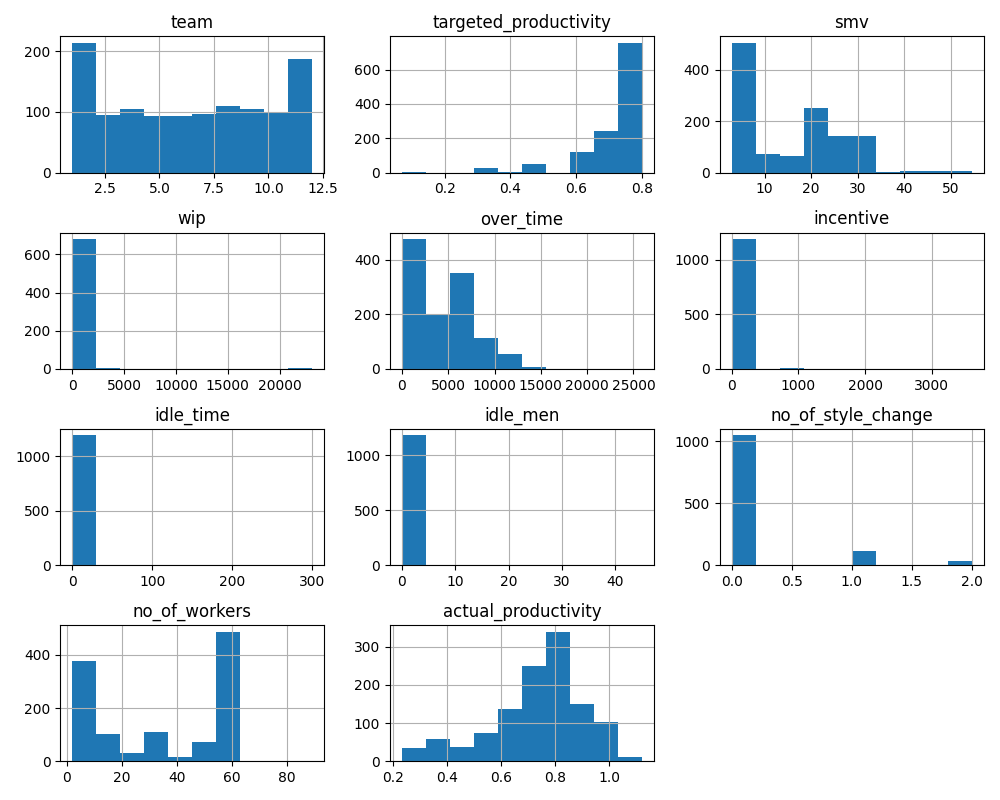 team
200
100
0
2.5 5.0 7.5 10.0 12.5
targeted_productivity
600
400
200
0
0.2 0.4 0.6 0.8
smv
400
200
0
10 20 30 40 50
wip
600
400
200
0
0 5000 10000 15000 20000
over_time
400
200
0
0 5000 10000 15000 20000 25000
incentive
1000
500
0
0 1000 2000 3000
idle_time
1000
500
0
0 100 200 300
idle_men
1000
500
0
0 10 20 30 40
no_of_style_change
1000
500
0
0.0 0.5 1.0 1.5 2.0
no_of_workers
400
200
0
0 20 40 60 80
actual_productivity
300
200
100
0
0.2 0.4 0.6 0.8 1.0